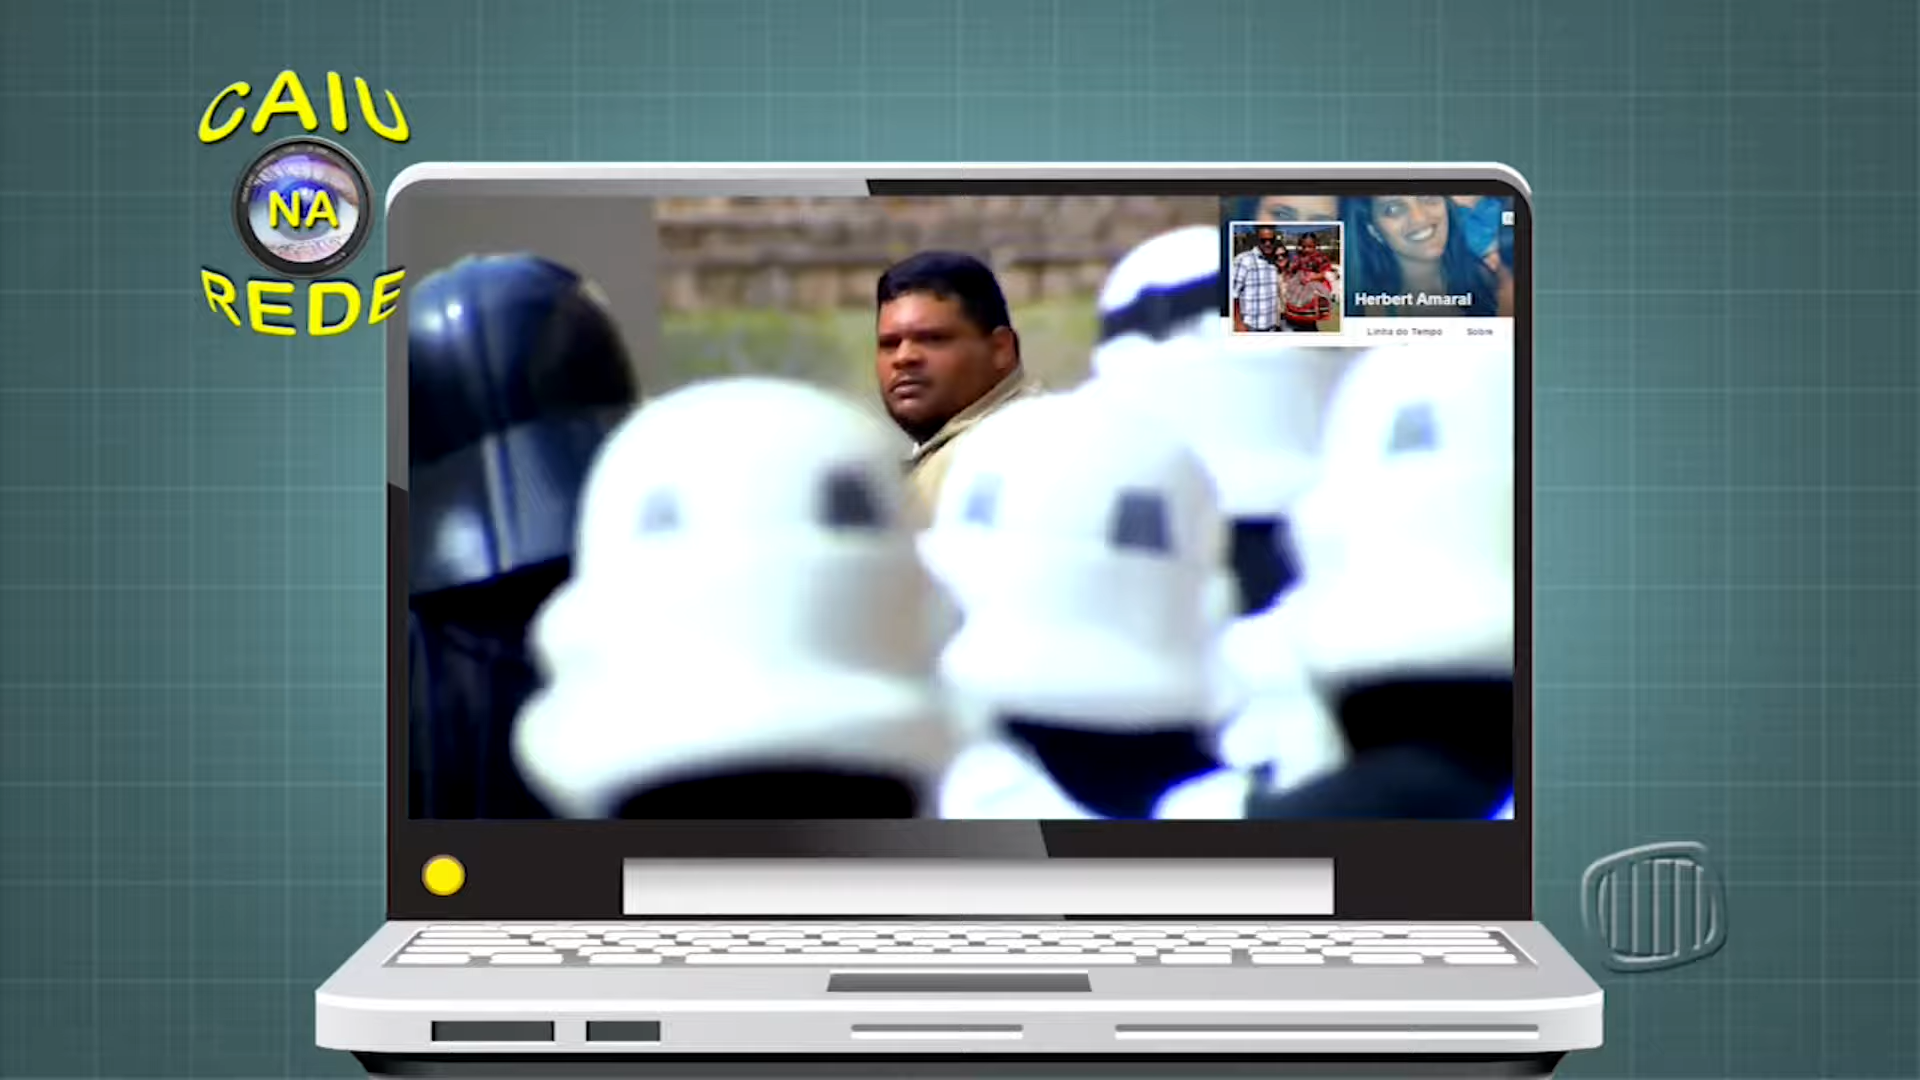 CAIU
NA
REDE
Herbert Amaral
Linha do Tempo Sobre